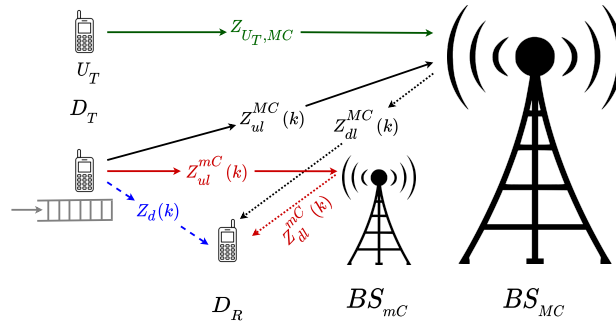 Z_{U_T,MC}
U_T
D_T
Z_{ul}^{MC}(k)
Z_{dl}^{MC}(k)
Z_{ul}^{mC}(k)
Z_d(k)
Z_{dl}^{mC}(k)
D_R
BS_{mC}
BS_{MC}